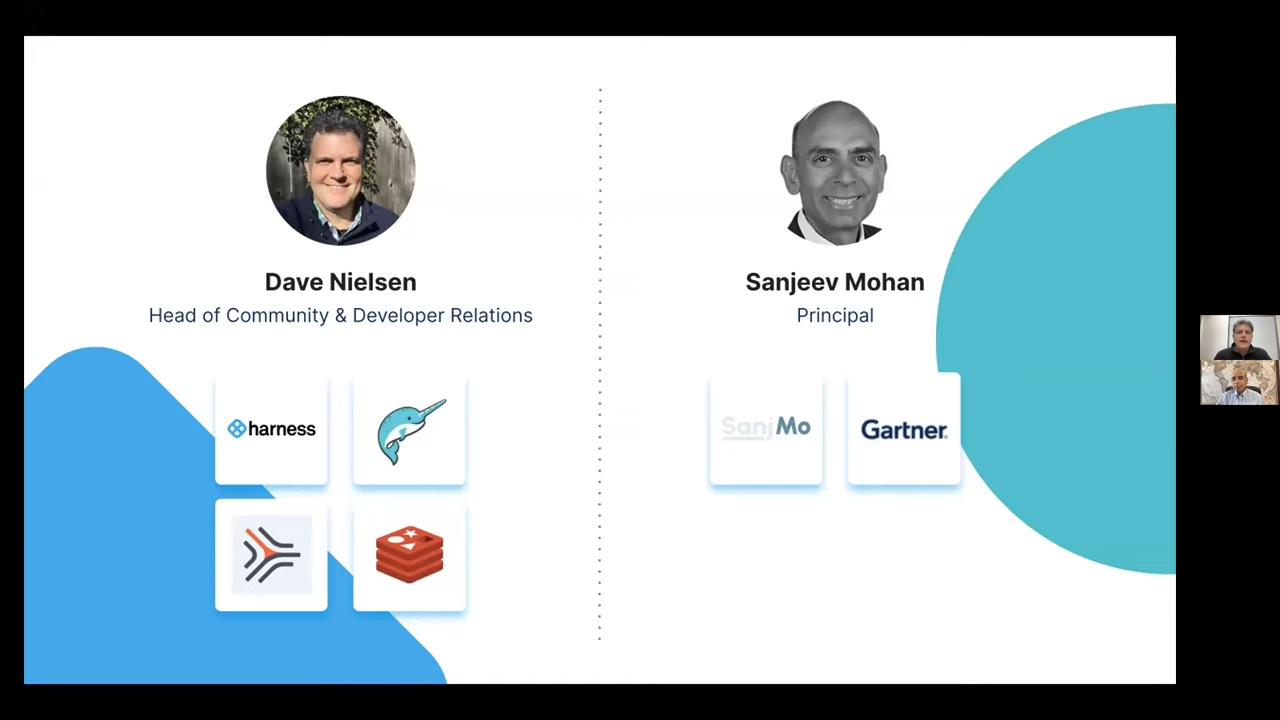 Dave Nielsen
Head of Community & Developer Relations
harness
Sanjeev Mohan
Principal
SanjMo
Gartner